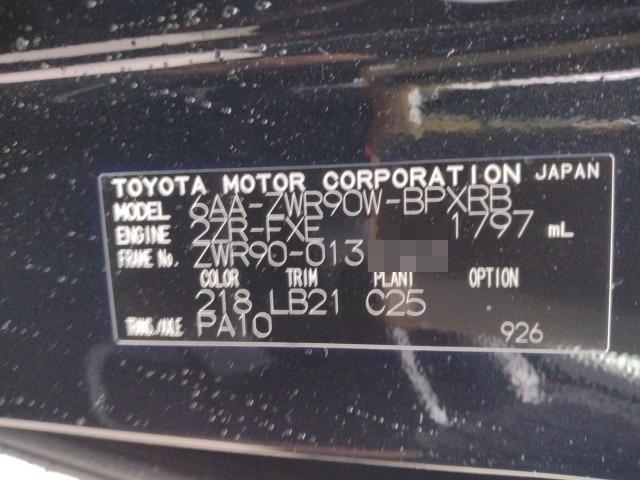 TOYOTA MOTOR CORPORATION JAPAN
MODEL 6AA-ZWR90W-BPXRB
ENGINE 2ZR-FXE 1797 mL
FRAME No. ZWR90-013
COLOR TRIM PLANT OPTION
218 LB21 C25
TRANS./AXLE PA10 926